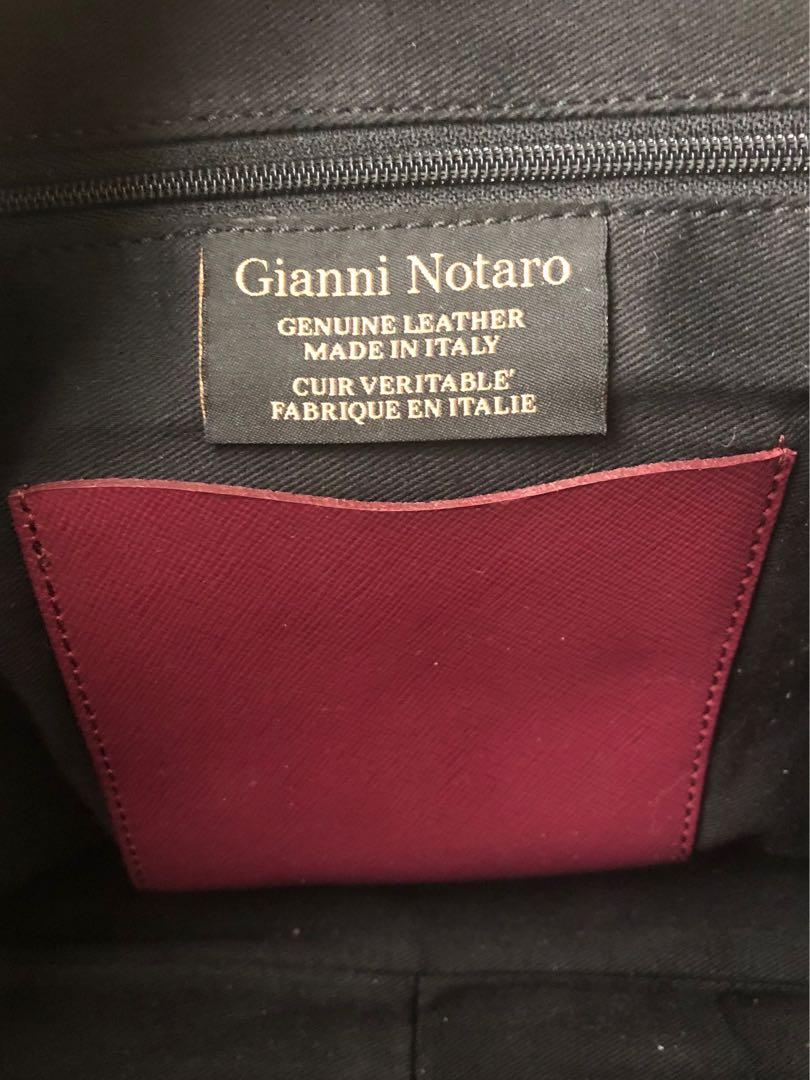 Gianni Notaro
GENUINE LEATHER
MADE IN ITALY
CUIR VERITABLE'
FABRIQUE EN ITALIE